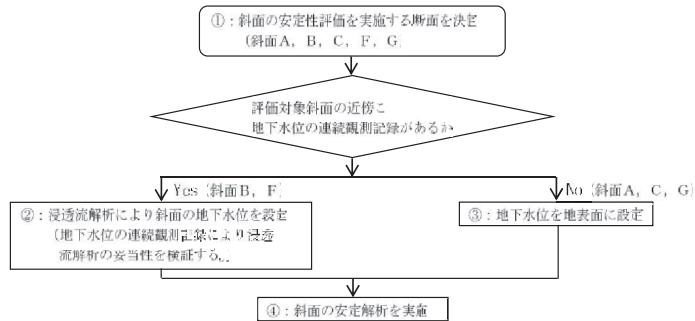 ①：斜面の安定性評価を実施する断面を決定
（斜面A，B，C，F，G）
評価対象斜面の近傍に
地下水位の連続観測記録があるか
Yes（斜面B，F）
No（斜面A，C，G）
②：浸透流解析により斜面の地下水位を設定
（地下水位の連続観測記録により浸透
流解析の妥当性を検証する。）
③：地下水位を地表面に設定
④：斜面の安定解析を実施